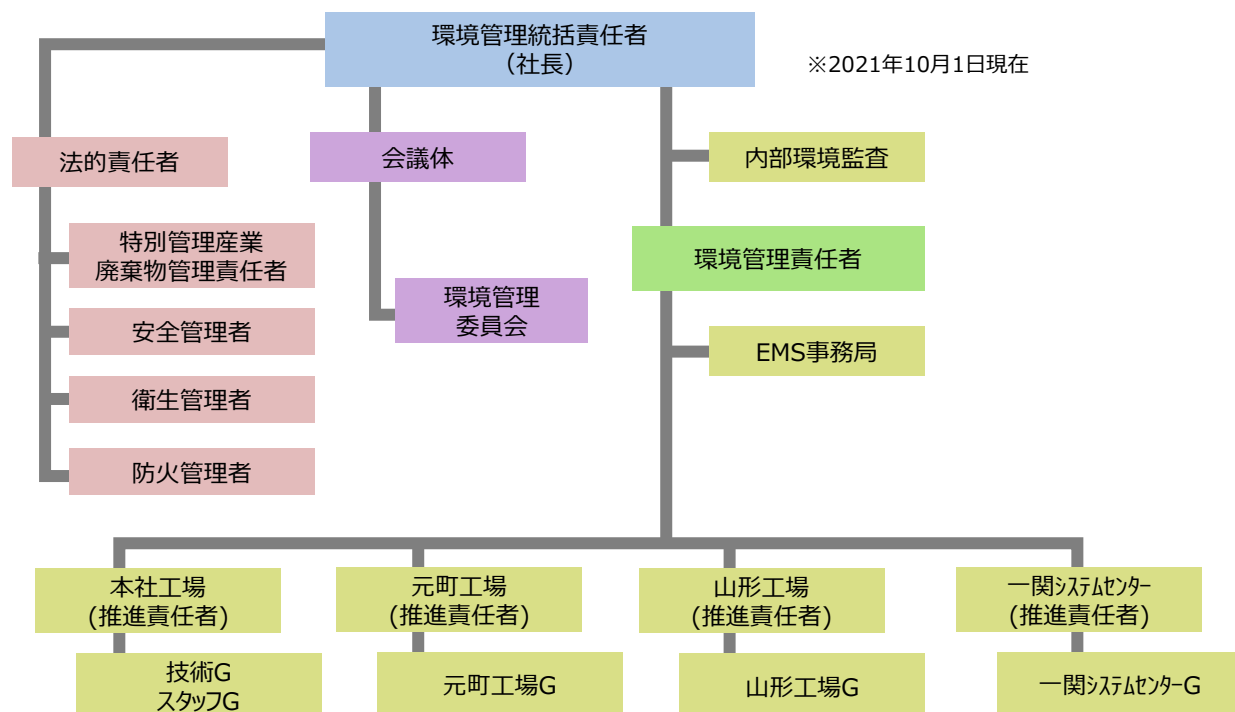 環境管理統括責任者
（社長）
※2021年10月1日現在
法的責任者
会議体
内部環境監査
特別管理産業
廃棄物管理責任者
環境管理責任者
環境管理
委員会
安全管理者
EMS事務局
衛生管理者
防火管理者
本社工場
(推進責任者)
元町工場
(推進責任者)
山形工場
(推進責任者)
一関ｼｽﾃﾑｾﾝﾀｰ
(推進責任者)
技術G
スタッフG
元町工場G
山形工場G
一関ｼｽﾃﾑｾﾝﾀｰG